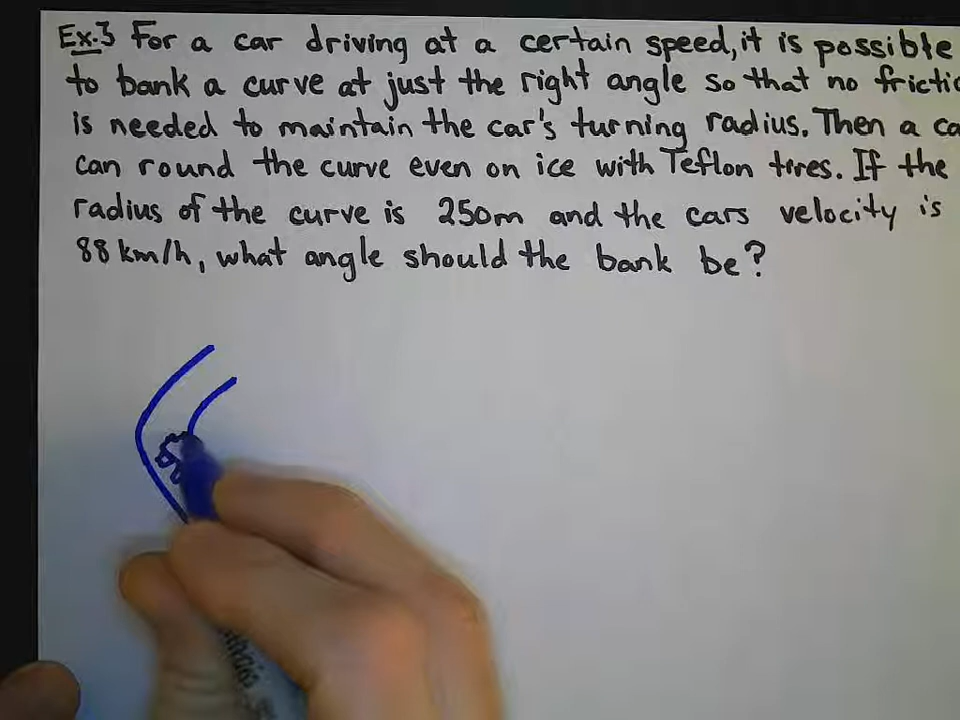 Ex.3 For a car driving at a certain speed, it is possible
to bank a curve at just the right angle so that no frictio
is needed to maintain the car's turning radius. Then a ca
can round the curve even on ice with Teflon tires. If the
radius of the curve is 250m and the cars velocity is
88 km/h, what angle should the bank be?